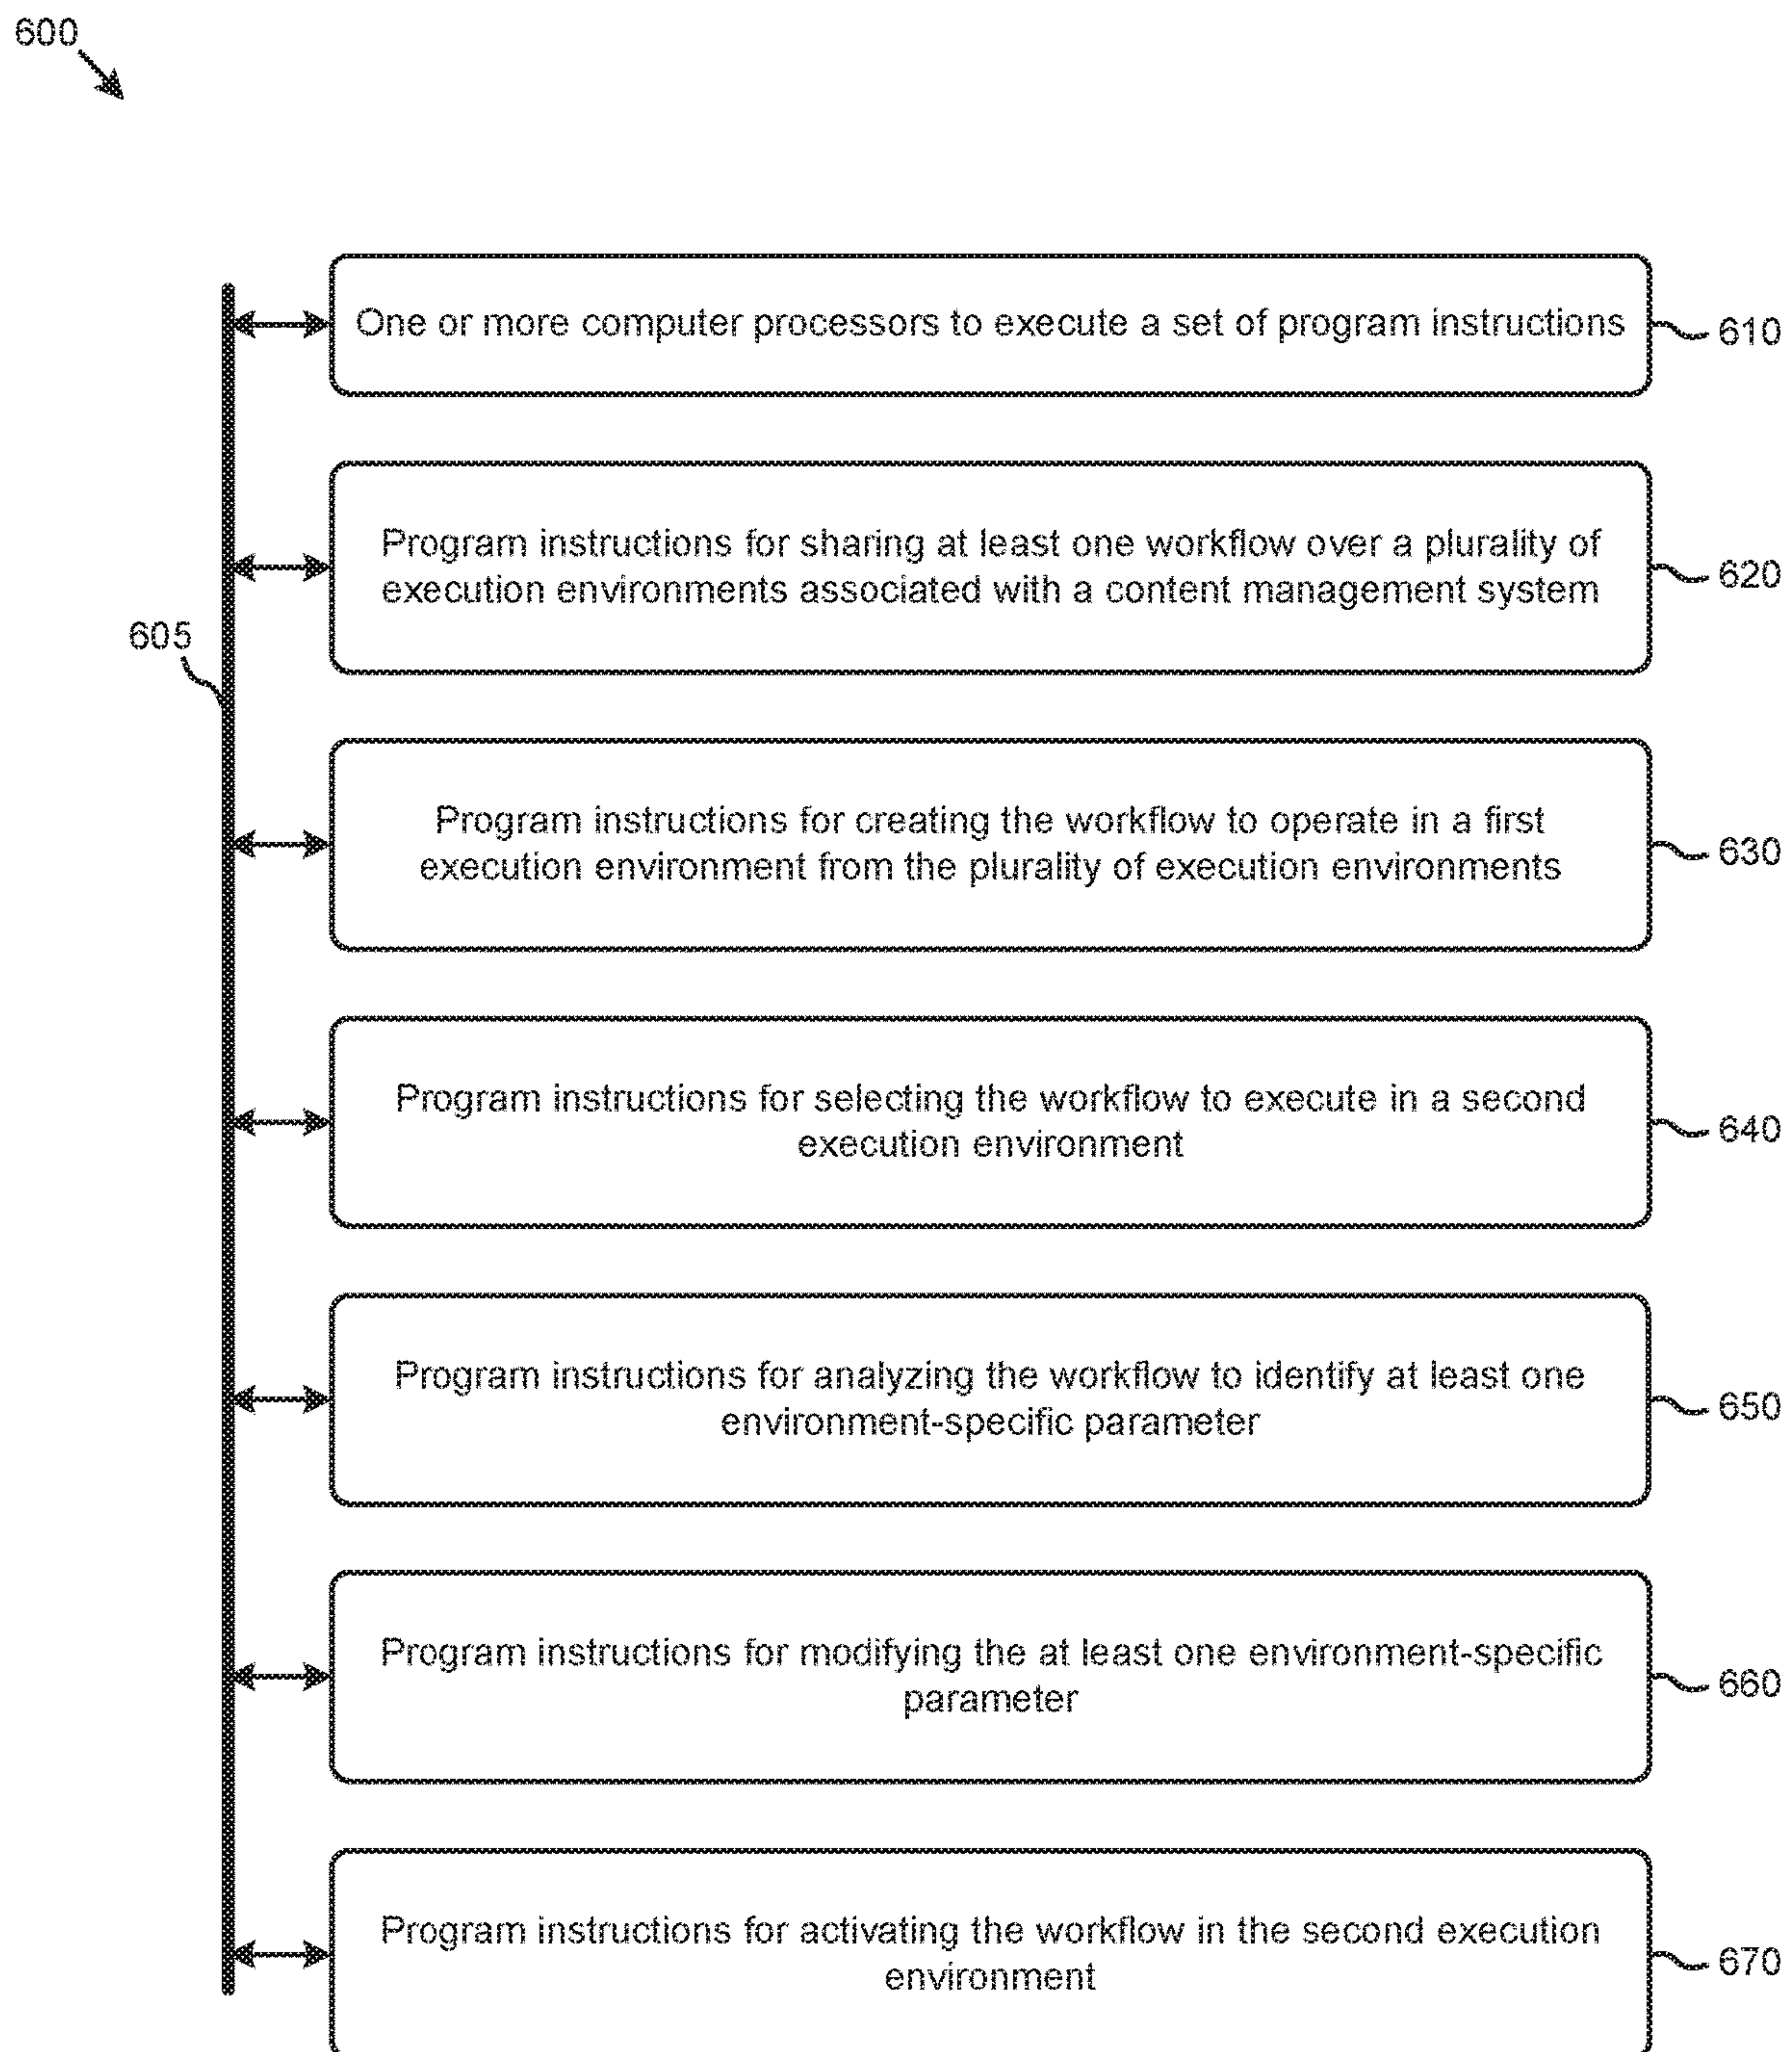 600
One or more computer processors to execute a set of program instructions
610
Program instructions for sharing at least one workflow over a plurality of
execution environments associated with a content management system
620
605
Program instructions for creating the workflow to operate in a first
execution environment from the plurality of execution environments
630
Program instructions for selecting the workflow to execute in a second
execution environment
640
Program instructions for analyzing the workflow to identify at least one
environment-specific parameter
650
Program instructions for modifying the at least one environment-specific
parameter
660
Program instructions for activating the workflow in the second execution
environment
670